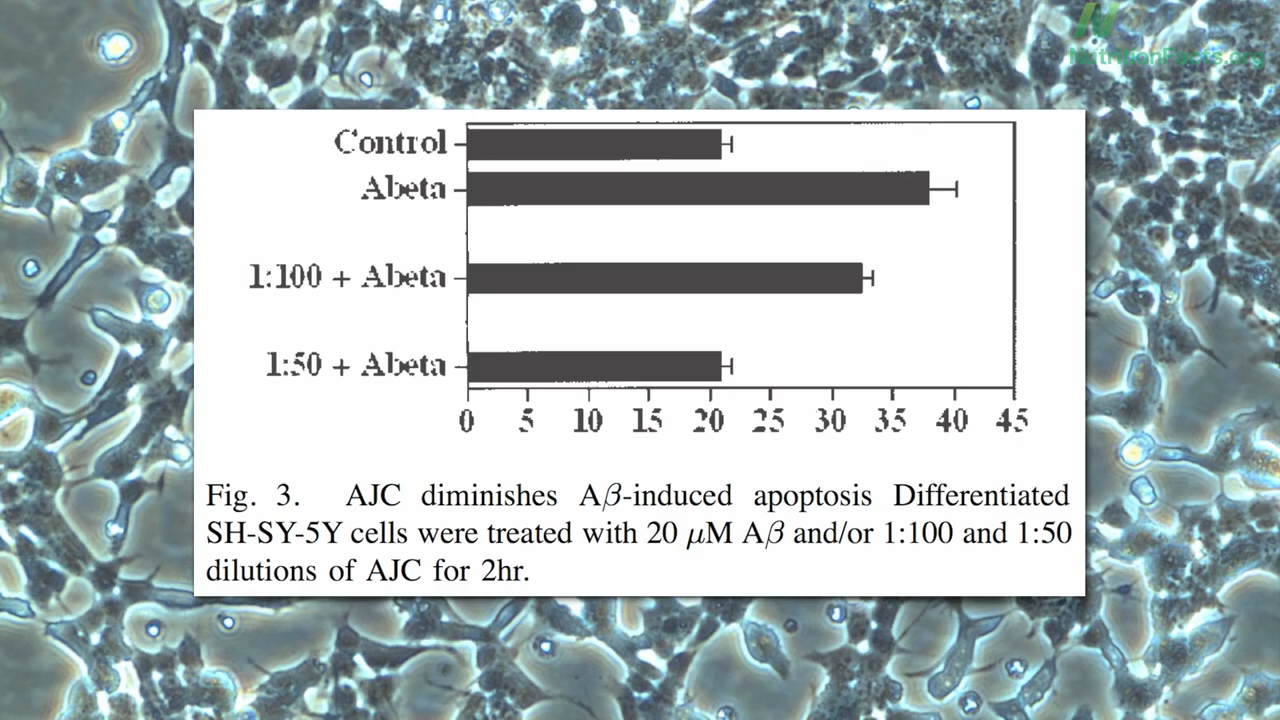 NutritionFacts.org
Control
Abeta
1:100 + Abeta
1:50 + Abeta
0 5 10 15 20 25 30 35 40 45
Fig. 3. AJC diminishes Aβ-induced apoptosis Differentiated
SH-SY-5Y cells were treated with 20 μM Aβ and/or 1:100 and 1:50
dilutions of AJC for 2hr.